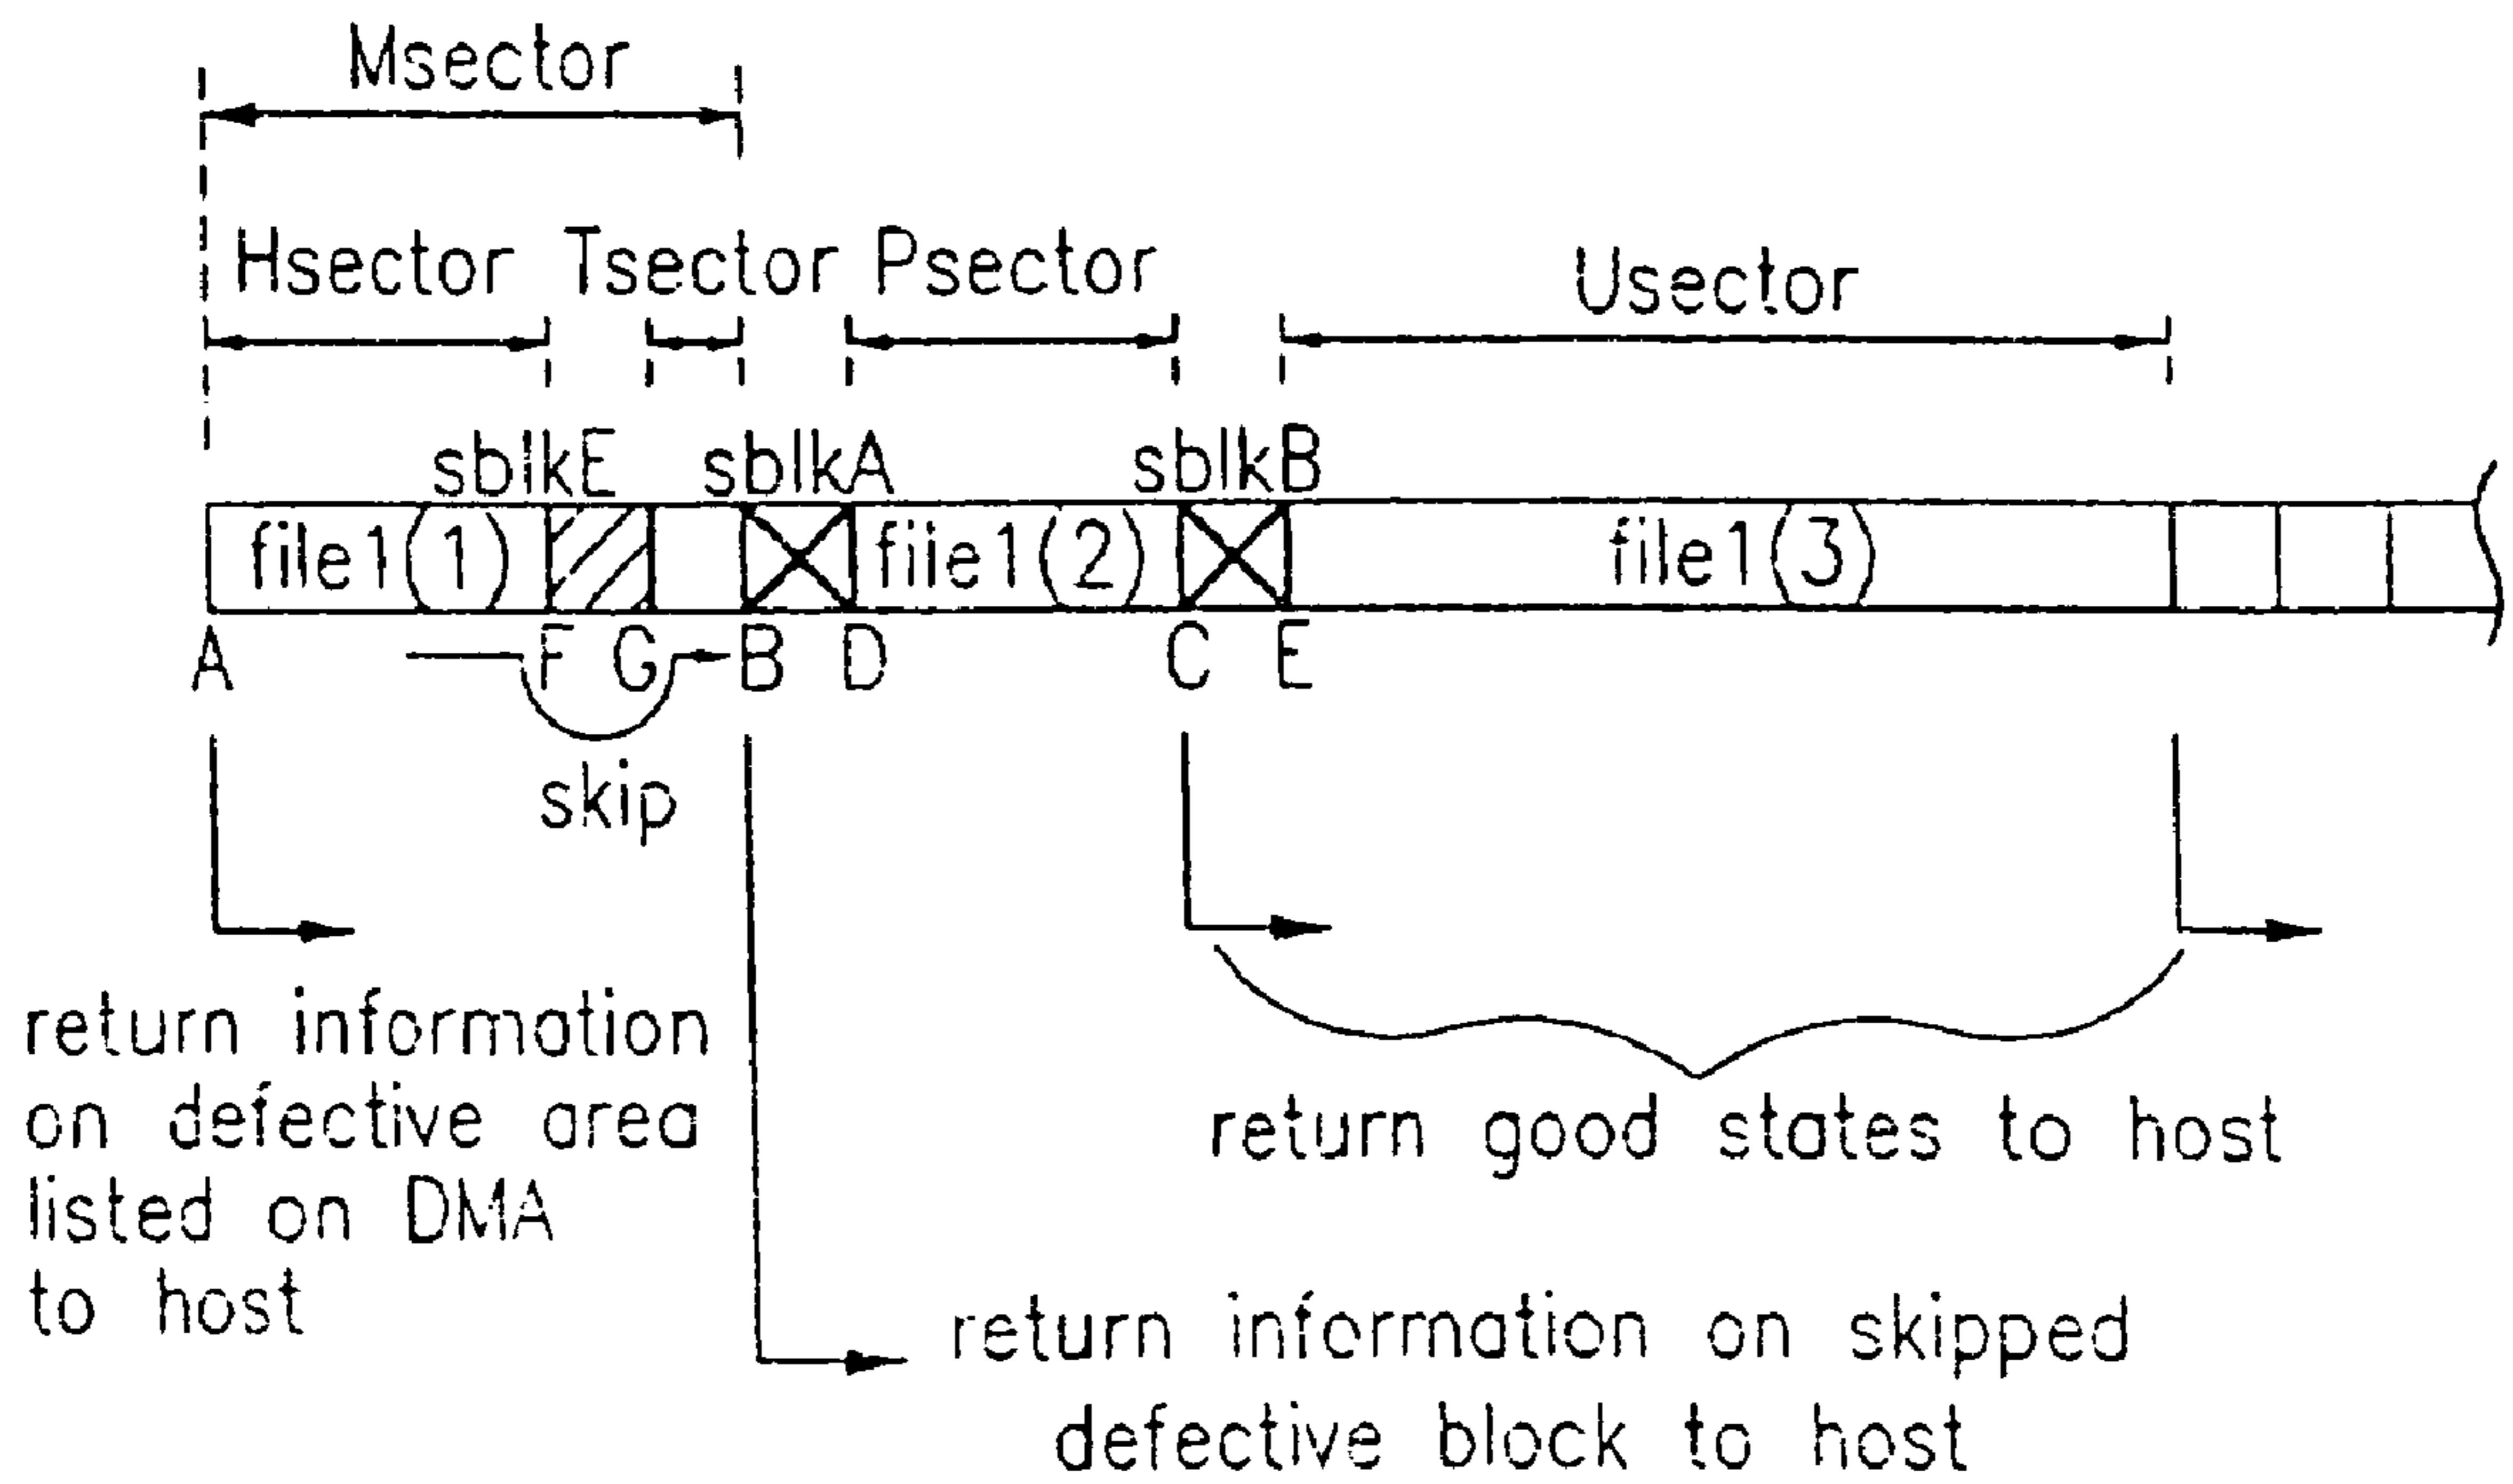 Msector
Hsector Tsector Psector
Usector
sblkE sblkA sblkB
file1(1) file1(2) file1(3)
A F G B D C E
skip
return information
on defective area
listed on DMA
to host
return good states to host
return information on skipped
defective block to host